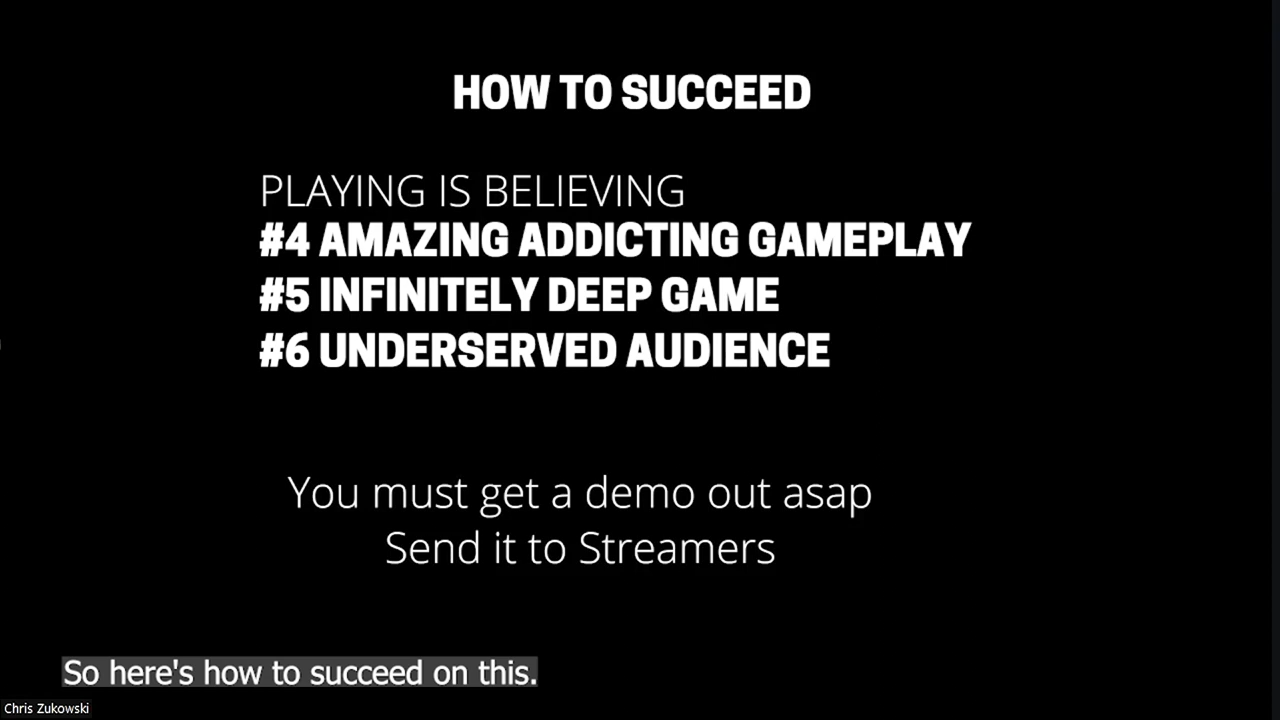 HOW TO SUCCEED
PLAYING IS BELIEVING
#4 AMAZING ADDICTING GAMEPLAY
#5 INFINITELY DEEP GAME
#6 UNDERSERVED AUDIENCE
You must get a demo out asap
Send it to Streamers
So here's how to succeed on this.
Chris Zukowski